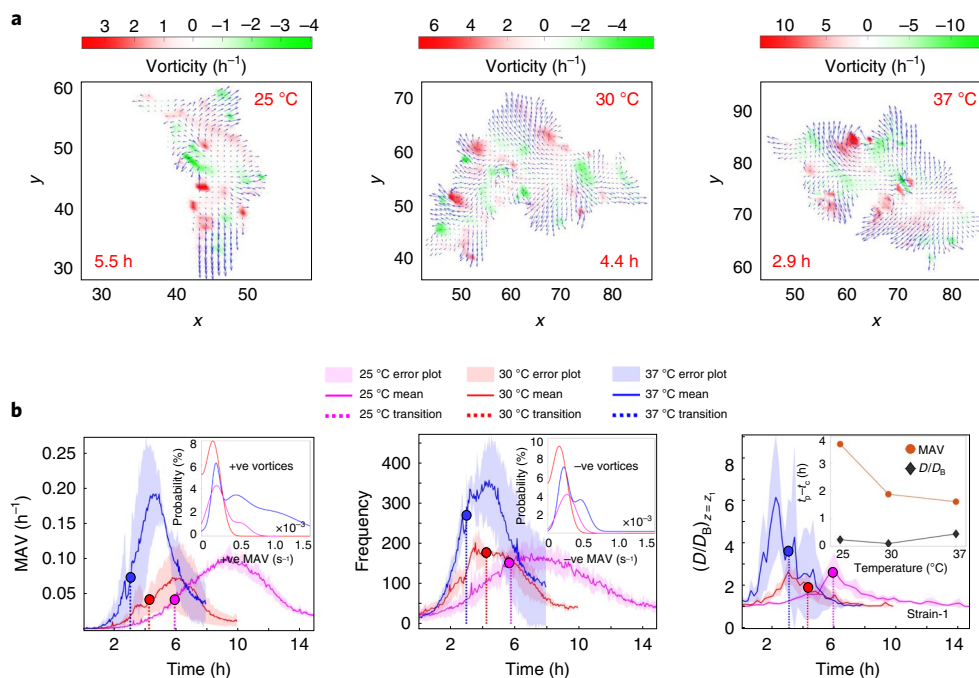 a
3 2 1 0 –1 –2 –3 –4
Vorticity (h⁻¹)
6 4 2 0 –2 –4
Vorticity (h⁻¹)
10 5 0 –5 –10
Vorticity (h⁻¹)
60
50
40
30
y
25 °C
5.5 h
30 40 50
x
70
60
50
40
y
30 °C
4.4 h
50 60 70 80
x
90
80
70
60
y
37 °C
2.9 h
50 60 70 80
x
25 °C error plot 30 °C error plot 37 °C error plot
25 °C mean 30 °C mean 37 °C mean
25 °C transition 30 °C transition 37 °C transition
b
MAV (h⁻¹)
0.25
0.20
0.15
0.10
0.05
2 6 10 14
Time (h)
Probability (%)
8
6
4
2
0
+ve vortices
×10⁻³
0 0.5 1.0 1.5
+ve MAV (s⁻¹)
Frequency
400
300
200
100
0
2 6 10 14
Time (h)
Probability (%)
10
8
6
4
2
0
–ve vortices
×10⁻³
0 0.5 1.0 1.5
–ve MAV (s⁻¹)
(D/D_B)_{z = z_l}
8
6
4
2
0
2 6 10 14
Time (h)
Strain-1
t_p–t_c (h)
4
3
2
1
0
MAV
D/D_B
25 30 37
Temperature (°C)